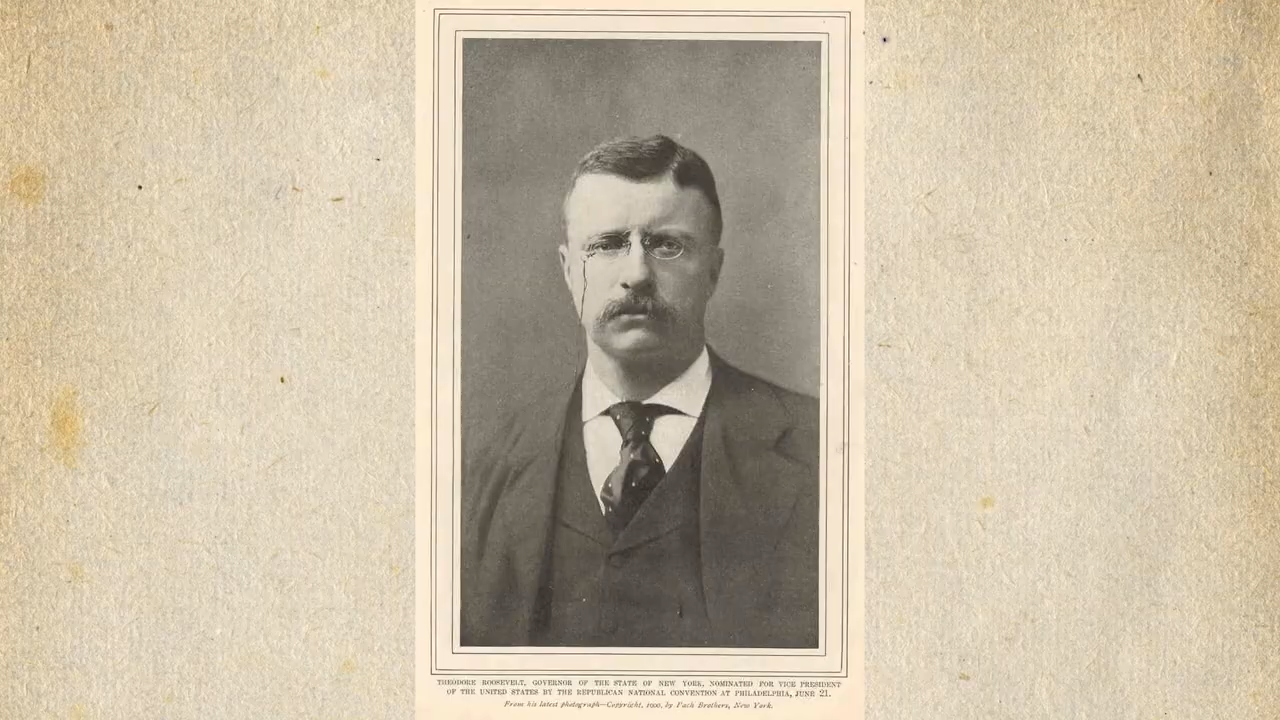 THEODORE ROOSEVELT, GOVERNOR OF THE STATE OF NEW YORK, NOMINATED FOR VICE PRESIDENT
OF THE UNITED STATES BY THE REPUBLICAN NATIONAL CONVENTION AT PHILADELPHIA, JUNE 21.
From his latest photograph—Copyright, 1900, by Pach Brothers, New York.